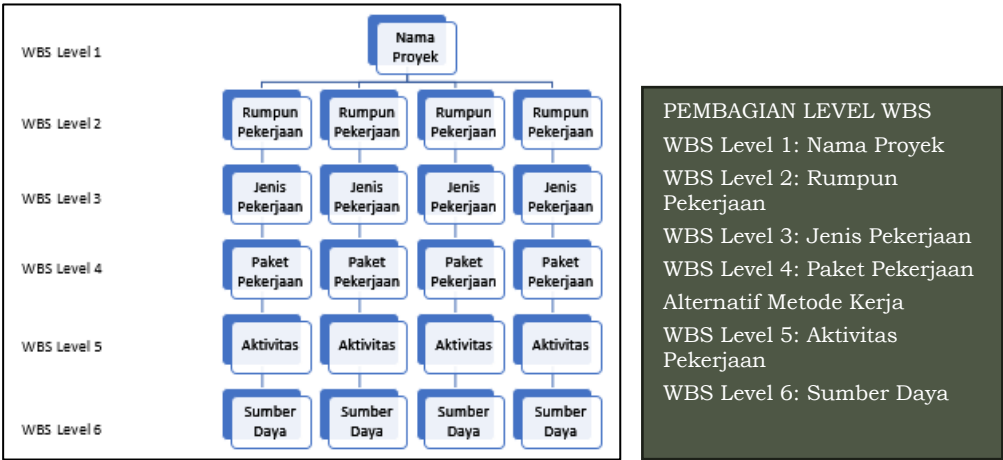 WBS Level 1
Nama
Proyek
WBS Level 2
Rumpun
Pekerjaan
Rumpun
Pekerjaan
Rumpun
Pekerjaan
Rumpun
Pekerjaan
WBS Level 3
Jenis
Pekerjaan
Jenis
Pekerjaan
Jenis
Pekerjaan
Jenis
Pekerjaan
WBS Level 4
Paket
Pekerjaan
Paket
Pekerjaan
Paket
Pekerjaan
Paket
Pekerjaan
WBS Level 5
Aktivitas
Aktivitas
Aktivitas
Aktivitas
WBS Level 6
Sumber
Daya
Sumber
Daya
Sumber
Daya
Sumber
Daya
PEMBAGIAN LEVEL WBS
WBS Level 1: Nama Proyek
WBS Level 2: Rumpun
Pekerjaan
WBS Level 3: Jenis Pekerjaan
WBS Level 4: Paket Pekerjaan
Alternatif Metode Kerja
WBS Level 5: Aktivitas
Pekerjaan
WBS Level 6: Sumber Daya